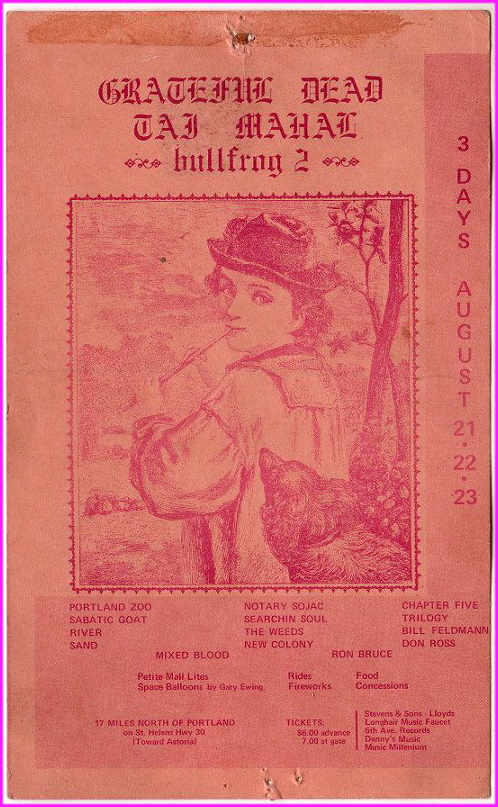 GRATEFUL DEAD
TAJ MAHAL
bullfrog 2
3 DAYS AUGUST 21 • 22 • 23
PORTLAND ZOO NOTARY SOJAC CHAPTER FIVE
SABATIC GOAT SEARCHIN SOUL TRILOGY
RIVER THE WEEDS BILL FELDMANN
SAND NEW COLONY DON ROSS
MIXED BLOOD RON BRUCE
Petite Mall Lites Rides Food
Space Balloons by Gary Ewing Fireworks Concessions
17 MILES NORTH OF PORTLAND
on St. Helens Hwy 30
(Toward Astoria)
TICKETS:
$6.00 advance
7.00 at gate
Stevens & Sons - Lloyds
Longhair Music Faucet
6th Ave. Records
Denny's Music
Music Millenium